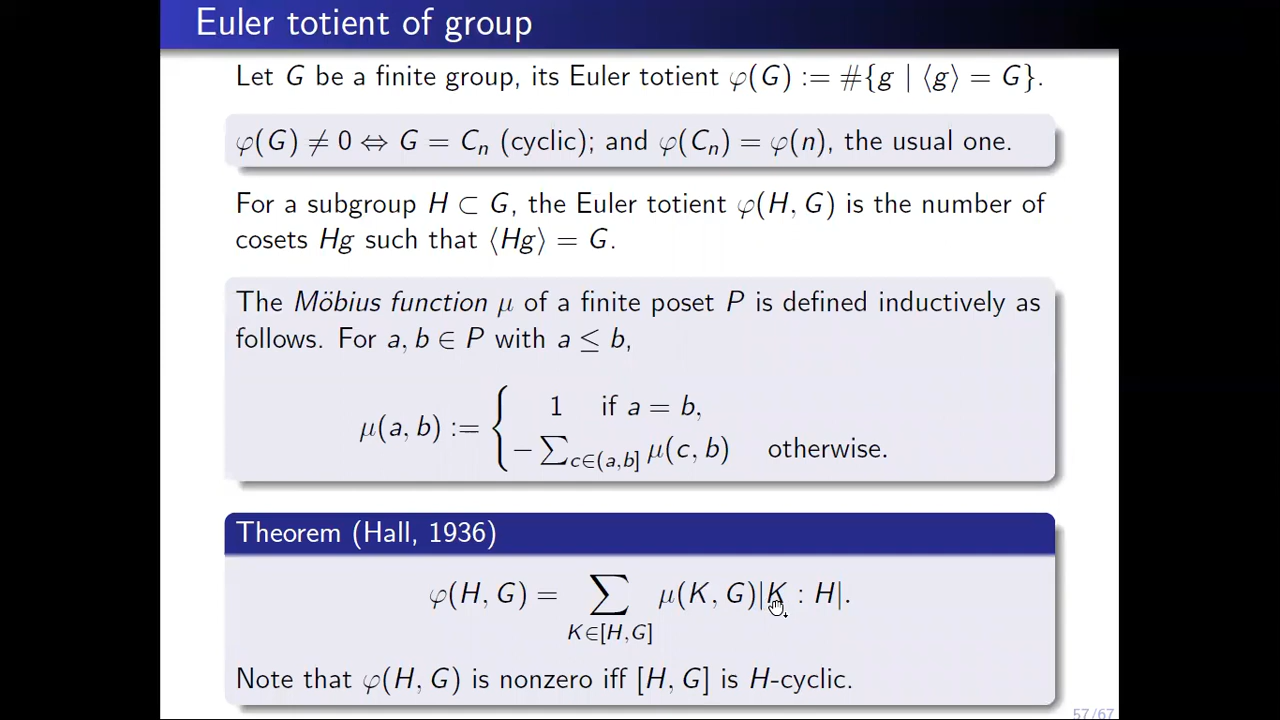 Euler totient of group
Let G be a finite group, its Euler totient φ(G) := #{g | ⟨g⟩ = G}.
φ(G) ≠ 0 ⇔ G = Cₙ (cyclic); and φ(Cₙ) = φ(n), the usual one.
For a subgroup H ⊂ G, the Euler totient φ(H, G) is the number of
cosets Hg such that ⟨Hg⟩ = G.
The Möbius function μ of a finite poset P is defined inductively as
follows. For a, b ∈ P with a ≤ b,
μ(a, b) := { 1 if a = b,
− ∑_{c∈(a,b]} μ(c, b) otherwise.
Theorem (Hall, 1936)
φ(H, G) = ∑_{K∈[H,G]} μ(K, G)|K : H|.
Note that φ(H, G) is nonzero iff [H, G] is H-cyclic.
57/67